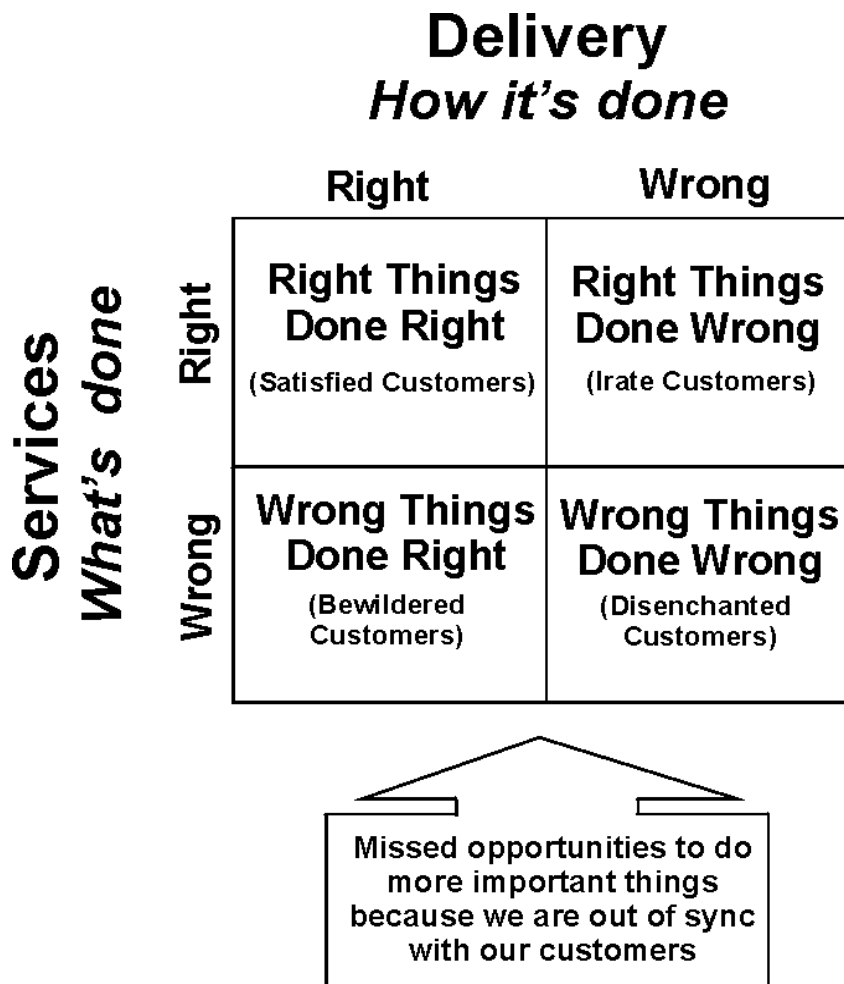 Delivery
How it's done
Right
Wrong
Services
What's done
Right
Right Things
Done Right
(Satisfied Customers)
Right Things
Done Wrong
(Irate Customers)
Wrong
Wrong Things
Done Right
(Bewildered
Customers)
Wrong Things
Done Wrong
(Disenchanted
Customers)
Missed opportunities to do
more important things
because we are out of sync
with our customers